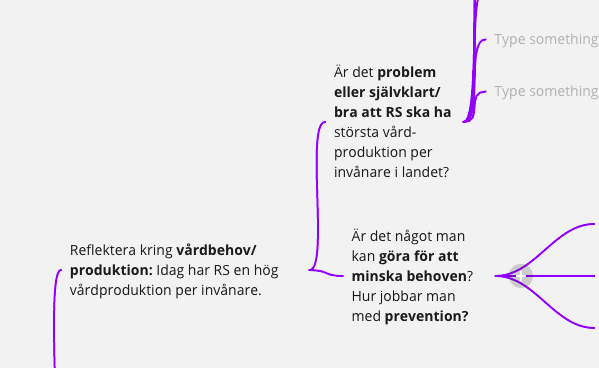 Type something
Type something
Är det problem
eller självklart/
bra att RS ska ha
största vård-
produktion per
invånare i landet?
Reflektera kring vårdbehov/
produktion: Idag har RS en hög
vårdproduktion per invånare.
Är det något man
kan göra för att
minska behoven?
Hur jobbar man
med prevention?